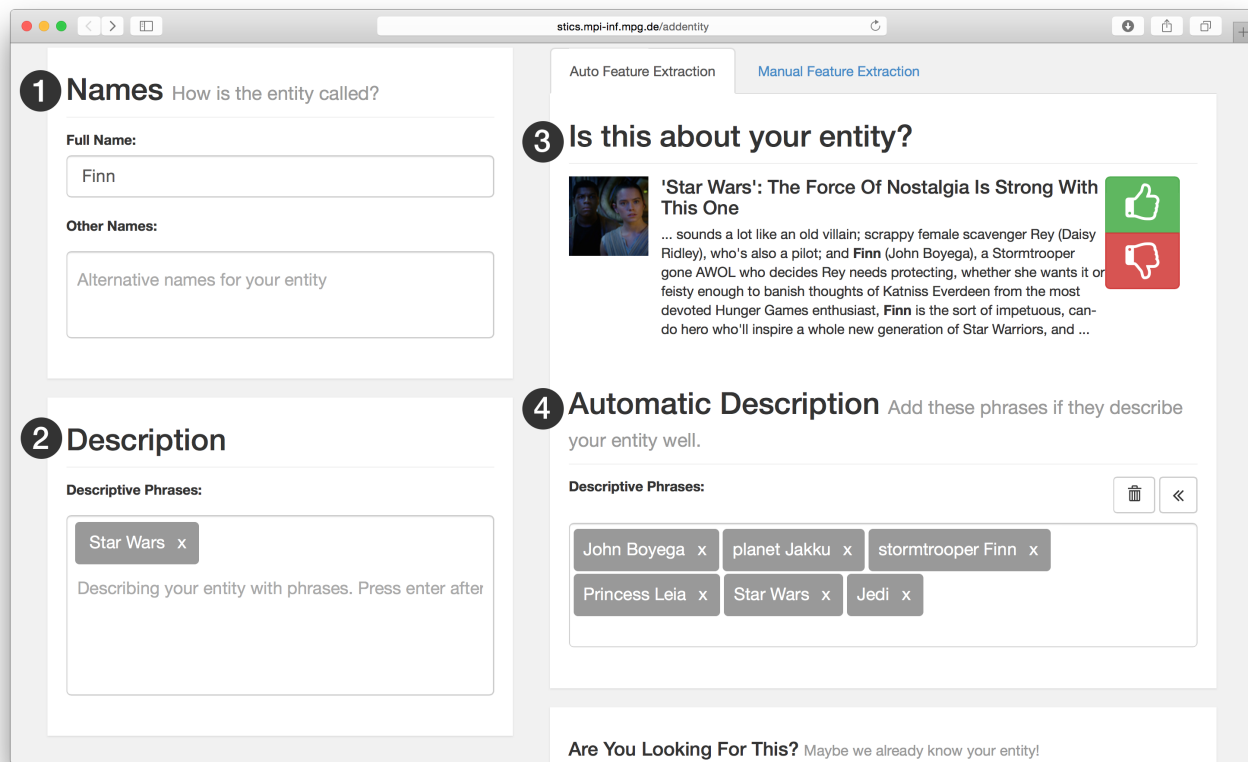 stics.mpi-inf.mpg.de/addentity
1
Names How is the entity called?
Full Name:
Finn
Other Names:
Alternative names for your entity
2
Description
Descriptive Phrases:
Star Wars x
Describing your entity with phrases. Press enter after
Auto Feature Extraction
Manual Feature Extraction
3
Is this about your entity?
'Star Wars': The Force Of Nostalgia Is Strong With
This One
... sounds a lot like an old villain; scrappy female scavenger Rey (Daisy
Ridley), who's also a pilot; and Finn (John Boyega), a Stormtrooper
gone AWOL who decides Rey needs protecting, whether she wants it or
feisty enough to banish thoughts of Katniss Everdeen from the most
devoted Hunger Games enthusiast, Finn is the sort of impetuous, can-
do hero who'll inspire a whole new generation of Star Warriors, and ...
4
Automatic Description Add these phrases if they describe
your entity well.
Descriptive Phrases:
John Boyega x planet Jakku x stormtrooper Finn x
Princess Leia x Star Wars x Jedi x
Are You Looking For This? Maybe we already know your entity!